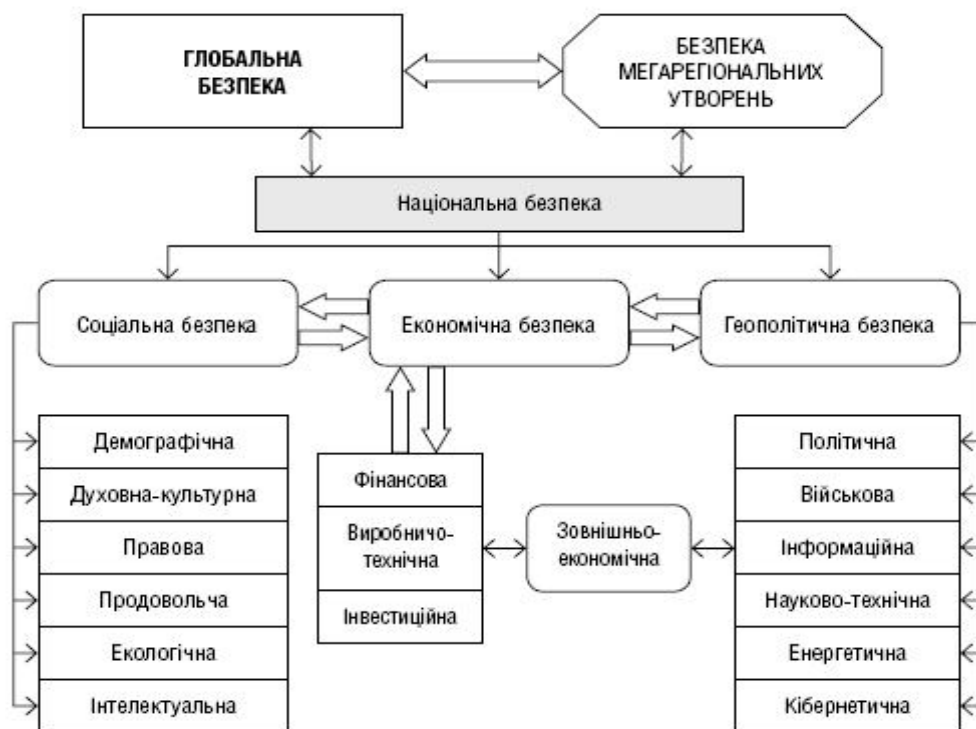 ГЛОБАЛЬНА
БЕЗПЕКА
БЕЗПЕКА
МЕГАРЕГІОНАЛЬНИХ
УТВОРЕНЬ
Національна безпека
Соціальна безпека
Економічна безпека
Геополітична безпека
Демографічна
Духовна-культурна
Правова
Продовольча
Екологічна
Інтелектуальна
Фінансова
Виробничо-
технічна
Інвестиційна
Зовнішньо-
економічна
Політична
Військова
Інформаційна
Науково-технічна
Енергетична
Кібернетична